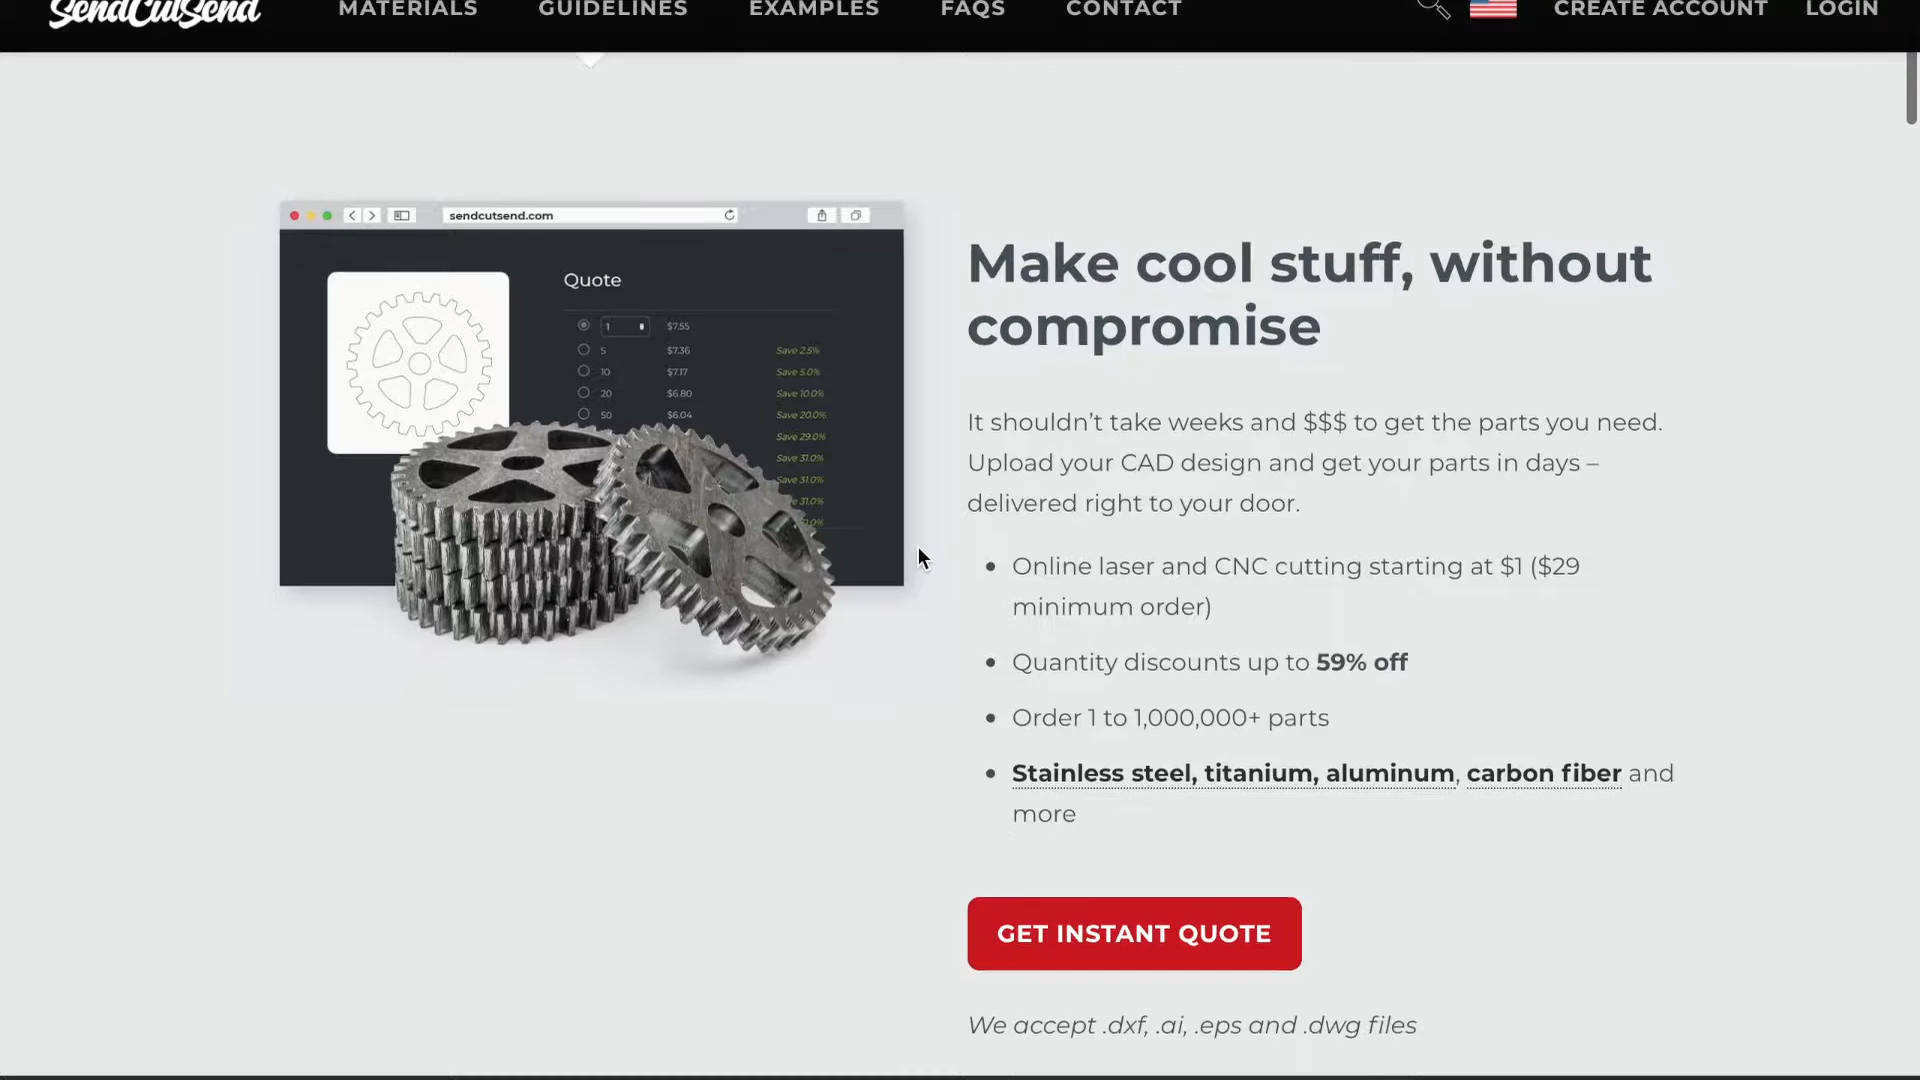 SendCutSend
MATERIALS GUIDELINES EXAMPLES FAQS CONTACT CREATE ACCOUNT LOGIN
sendcutsend.com
Quote
1 $7.55
5 $7.36 Save 2.5%
10 $7.17 Save 5.0%
20 $6.80 Save 10.0%
50 $6.04 Save 20.0%
Save 29.0%
Save 31.0%
Save 31.0%
31.0%
Make cool stuff, without
compromise
It shouldn’t take weeks and $$$ to get the parts you need.
Upload your CAD design and get your parts in days –
delivered right to your door.
• Online laser and CNC cutting starting at $1 ($29
minimum order)
• Quantity discounts up to 59% off
• Order 1 to 1,000,000+ parts
• Stainless steel, titanium, aluminum, carbon fiber and
more
GET INSTANT QUOTE
We accept .dxf, .ai, .eps and .dwg files